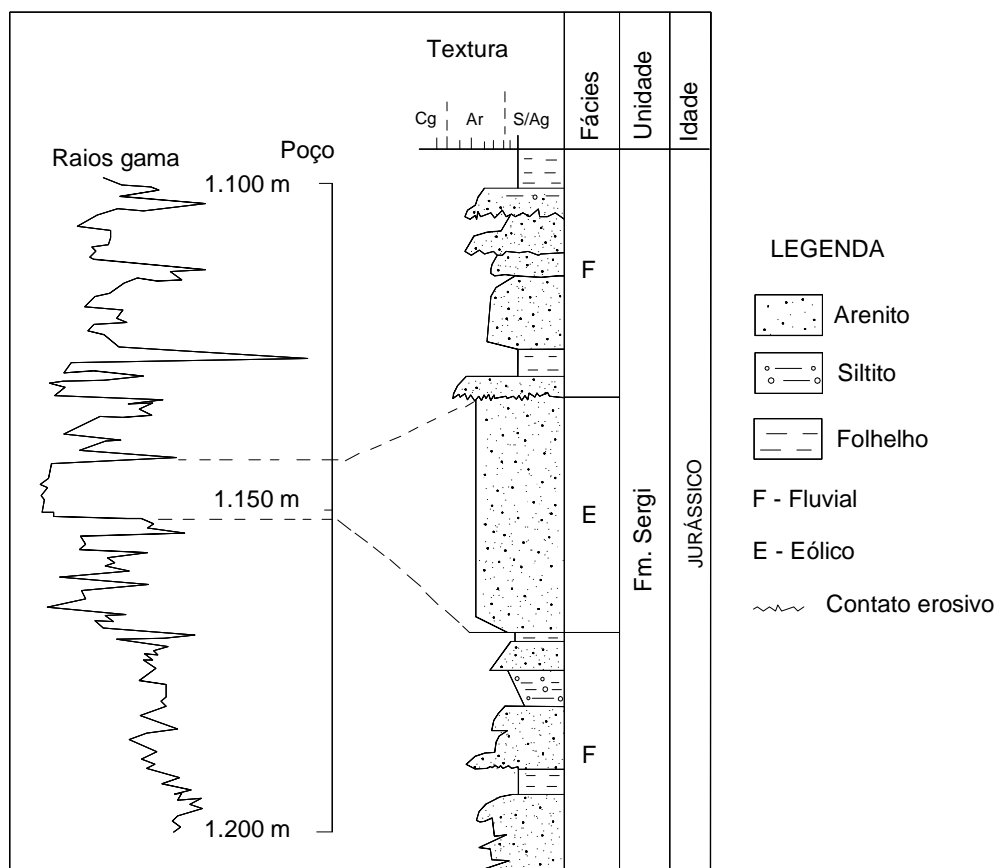 Textura
Cg Ar S/Ag
Fácies
Unidade
Idade
Raios gama
Poço
1.100 m
1.150 m
1.200 m
F
E
F
Fm. Sergi
JURÁSSICO
LEGENDA
Arenito
Siltito
Folhelho
F - Fluvial
E - Eólico
Contato erosivo